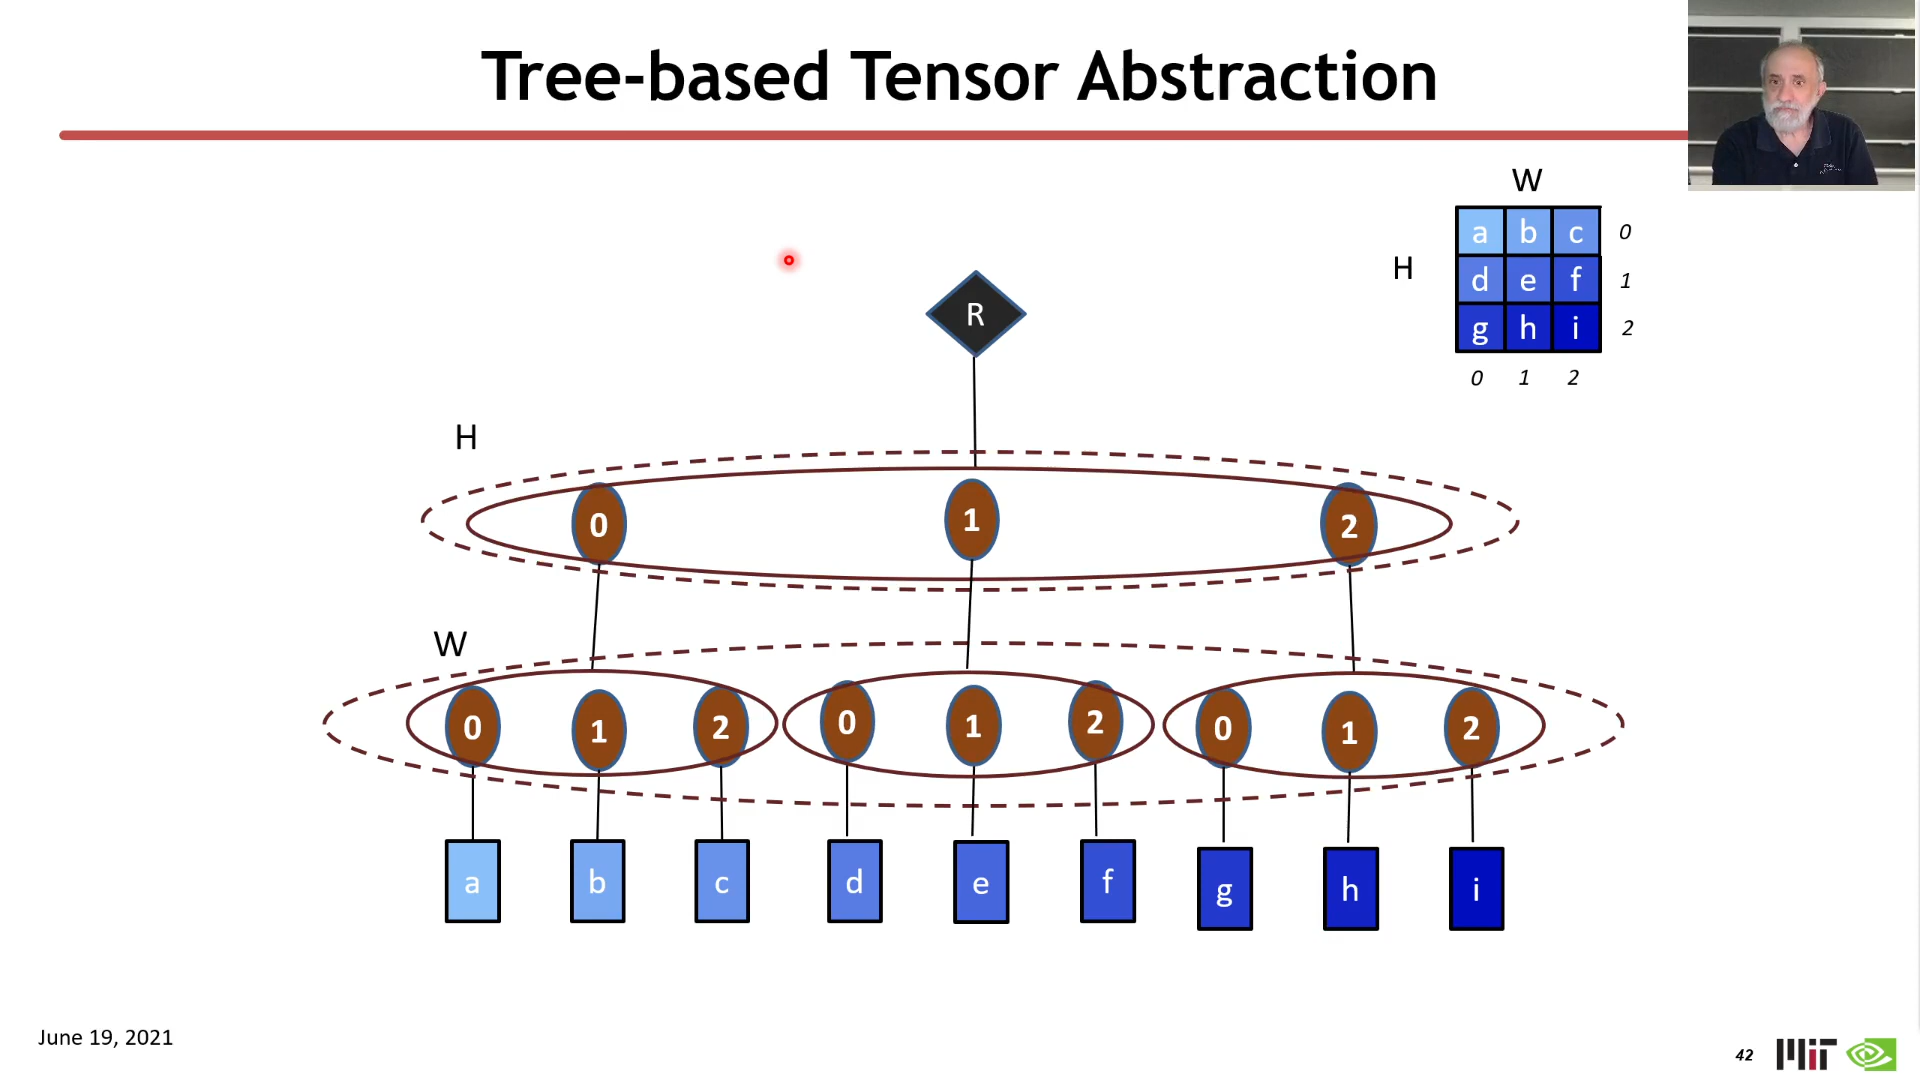 Tree-based Tensor Abstraction
W
a b c 0
H
d e f 1
g h i 2
0 1 2
R
H
0 1 2
W
0 1 2 0 1 2 0 1 2
a b c d e f g h i
June 19, 2021
42
MIT